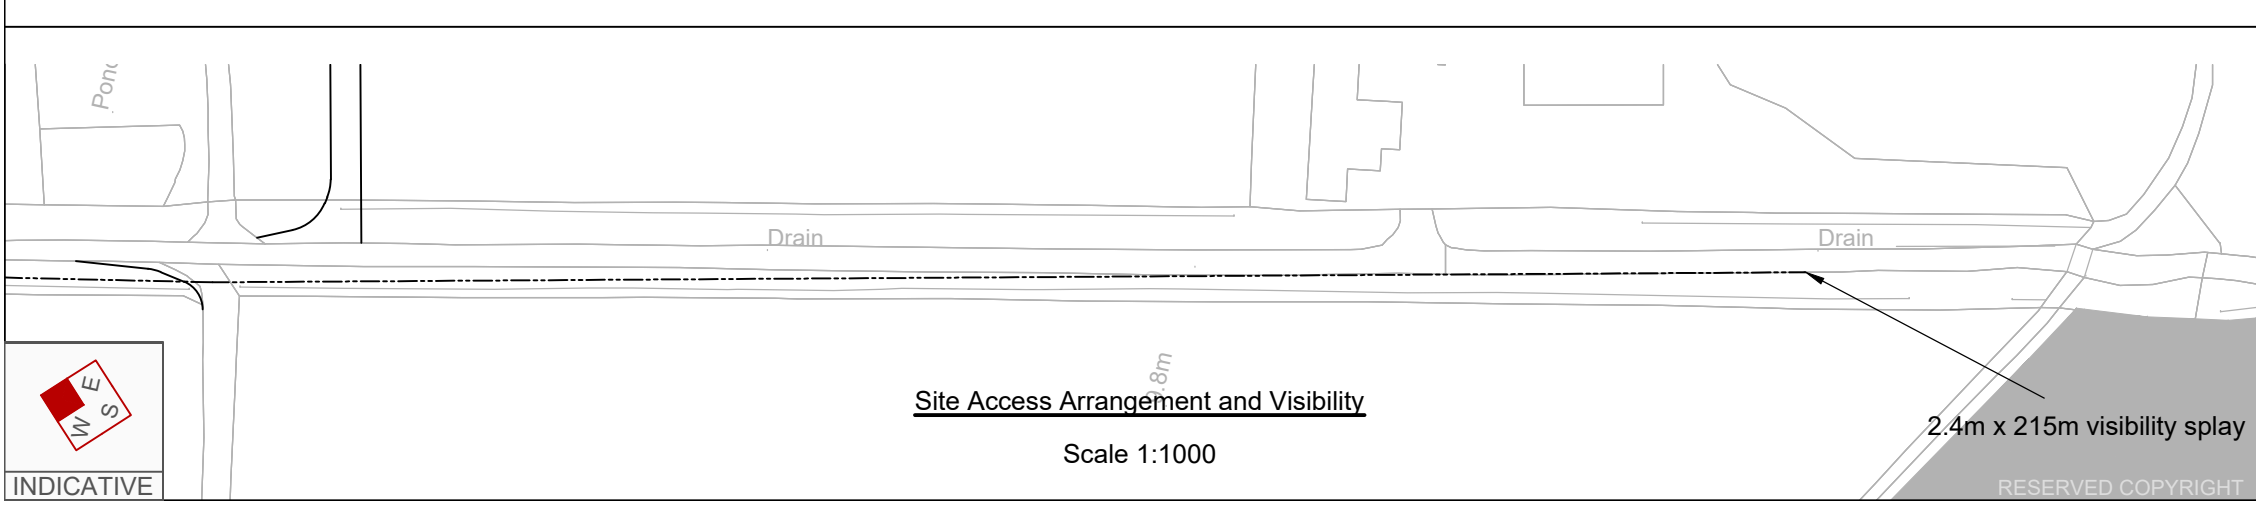 Drain
Drain
E
S
W
Site Access Arrangement and Visibility
Scale 1:1000
2.4m x 215m visibility splay
INDICATIVE
RESERVED COPYRIGHT